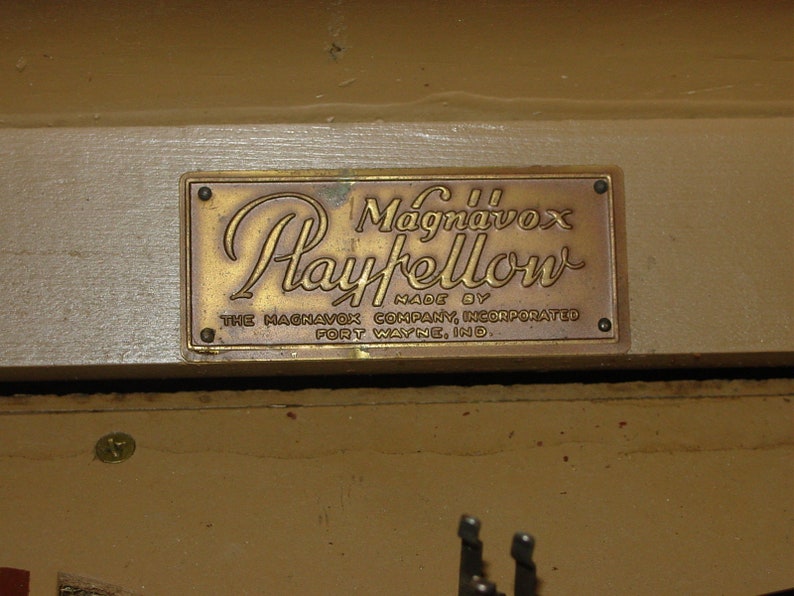 Magnavox
Playfellow
MADE BY
THE MAGNAVOX COMPANY, INCORPORATED
FORT WAYNE, IND.